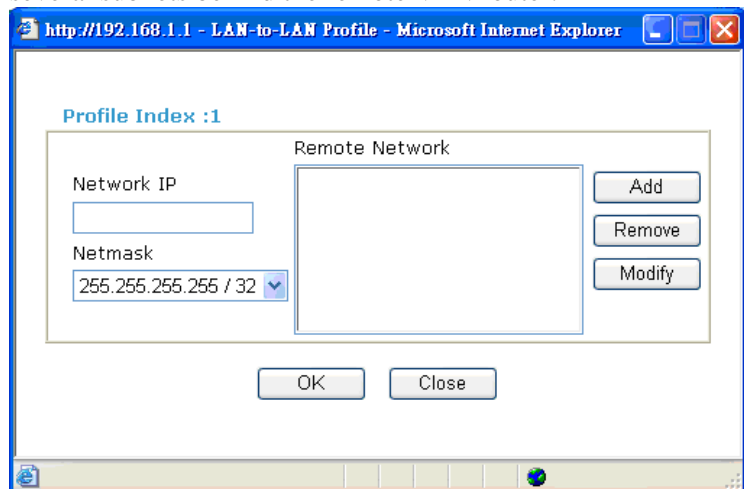 http://192.168.1.1 - LAN-to-LAN Profile - Microsoft Internet Explorer
Profile Index :1
Remote Network
Network IP
Add
Remove
Netmask
Modify
255.255.255.255 / 32
OK
Close